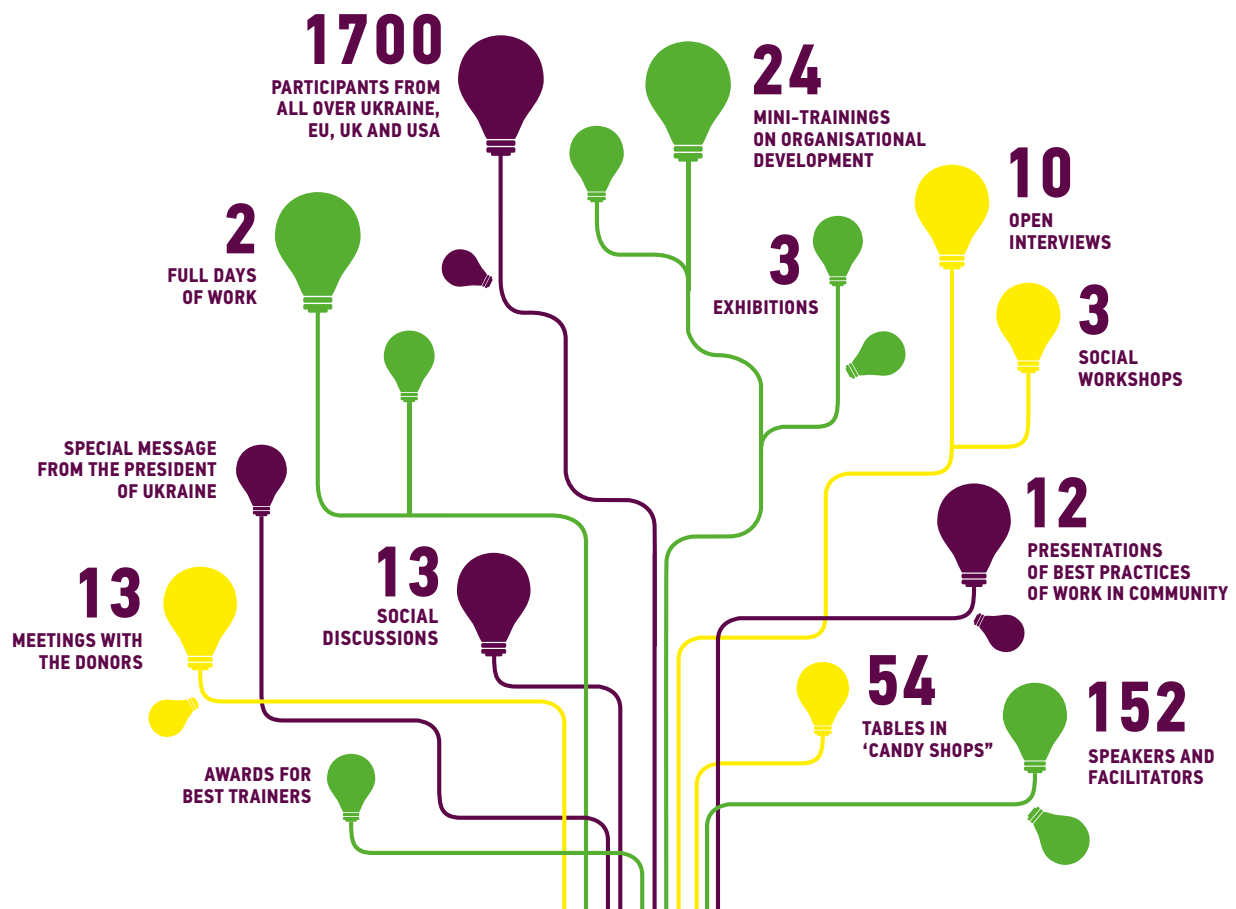 1700
PARTICIPANTS FROM
ALL OVER UKRAINE,
EU, UK AND USA
24
MINI-TRAININGS
ON ORGANISATIONAL
DEVELOPMENT
10
OPEN
INTERVIEWS
2
FULL DAYS
OF WORK
3
EXHIBITIONS
3
SOCIAL
WORKSHOPS
SPECIAL MESSAGE
FROM THE PRESIDENT
OF UKRAINE
12
PRESENTATIONS
OF BEST PRACTICES
OF WORK IN COMMUNITY
13
MEETINGS WITH
THE DONORS
13
SOCIAL
DISCUSSIONS
54
TABLES IN
‘CANDY SHOPS”
152
SPEAKERS AND
FACILITATORS
AWARDS FOR
BEST TRAINERS